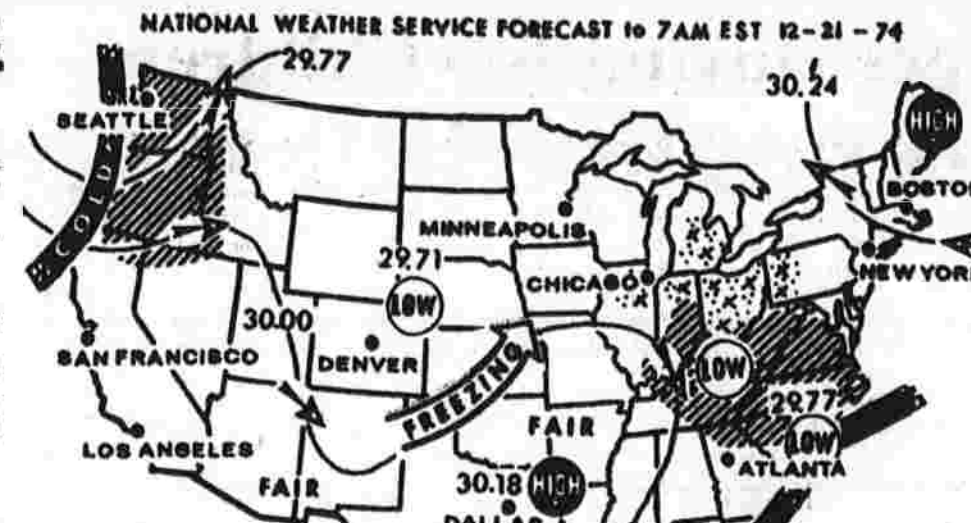 NATIONAL WEATHER SERVICE FORECAST to 7AM EST 12-21-74
29.77
30.24
SEATTLE
HIGH
COLD
BOSTON
MINNEAPOLIS
29.71
CHICAGO
NEW YORK
LOW
30.00
SAN FRANCISCO
DENVER
FREEZING
LOW
29.77
FAIR
LOW
LOS ANGELES
ATLANTA
FAIR
30.18
HIGH
DALLAS